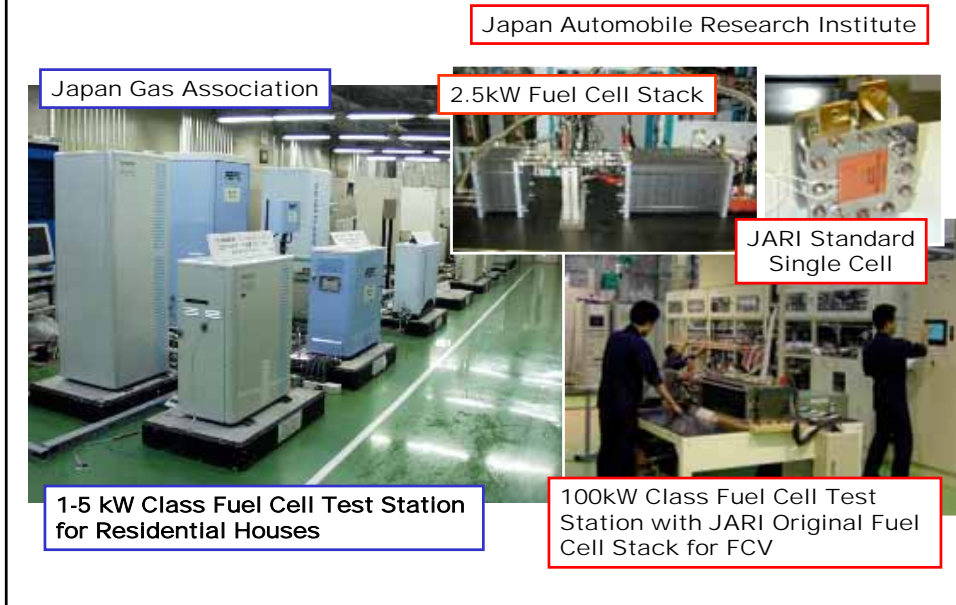 Japan Automobile Research Institute
Japan Gas Association
2.5kW Fuel Cell Stack
JARI Standard
Single Cell
1-5 kW Class Fuel Cell Test Station
for Residential Houses
100kW Class Fuel Cell Test
Station with JARI Original Fuel
Cell Stack for FCV